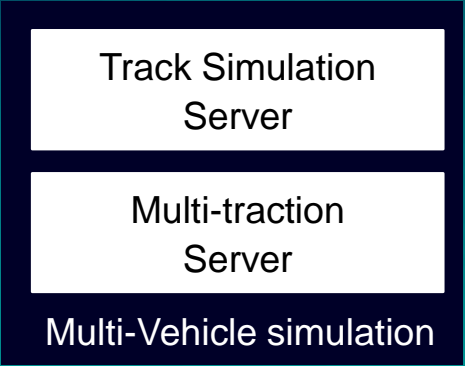 Track Simulation
Server
Multi-traction
Server
Multi-Vehicle simulation